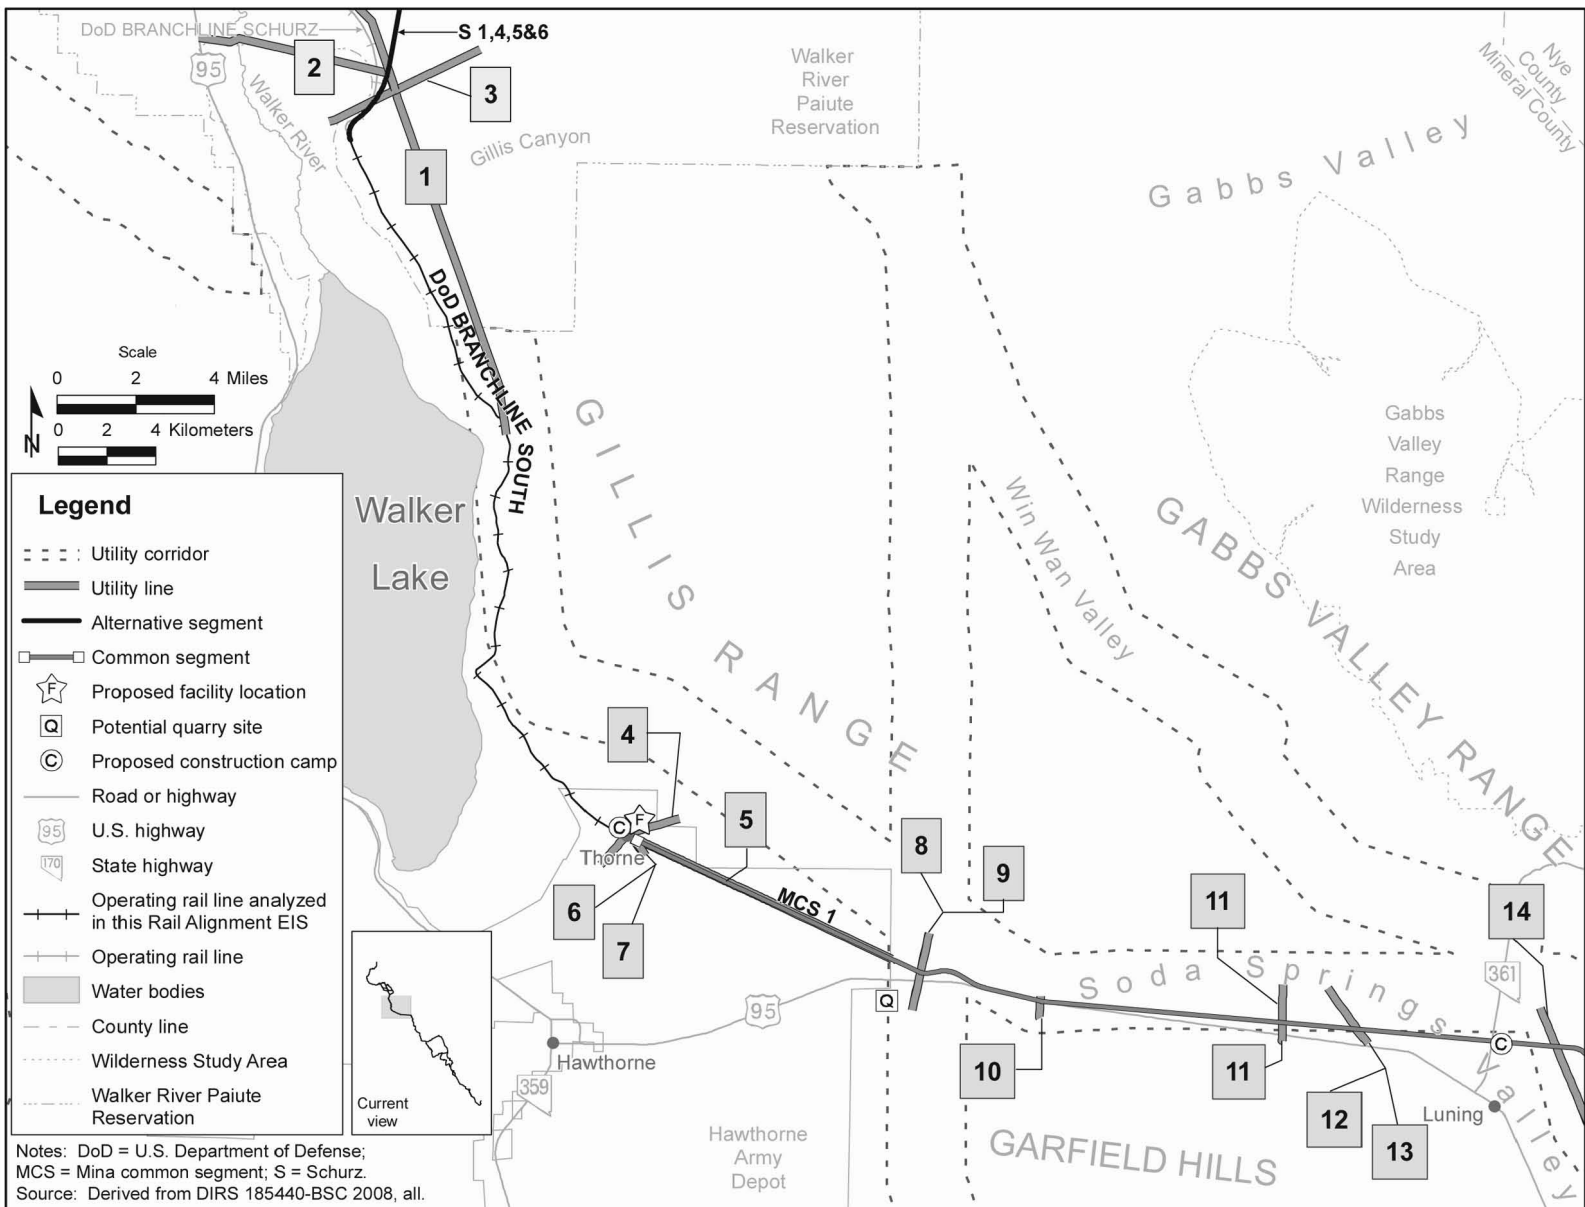 DoD BRANCHLINE SCHURZ
S 1,4,5&6
95
2
3
1
Walker River
Gillis Canyon
Walker
River
Paiute
Reservation
Nye
County
Mineral County
Gabbs Valley
DoD BRANCHLINE SOUTH
Scale
0 2 4 Miles
0 2 4 Kilometers
N
GILLIS RANGE
Win Wan Valley
Gabbs
Valley
Range
Wilderness
Study
Area
GABBS VALLEY RANGE
Walker
Lake
Legend
Utility corridor
Utility line
Alternative segment
Common segment
F Proposed facility location
Q Potential quarry site
C Proposed construction camp
Road or highway
95 U.S. highway
170 State highway
Operating rail line analyzed
in this Rail Alignment EIS
Operating rail line
Water bodies
County line
Wilderness Study Area
Walker River Paiute
Reservation
Current
view
4
5
C
F
Thorne
6
7
MCS 1
8
9
11
14
361
Soda Springs Valley
95
Q
10
11
C
12
13
Luning
Hawthorne
359
Hawthorne
Army
Depot
GARFIELD HILLS
Notes: DoD = U.S. Department of Defense;
MCS = Mina common segment; S = Schurz.
Source: Derived from DIRS 185440-BSC 2008, all.